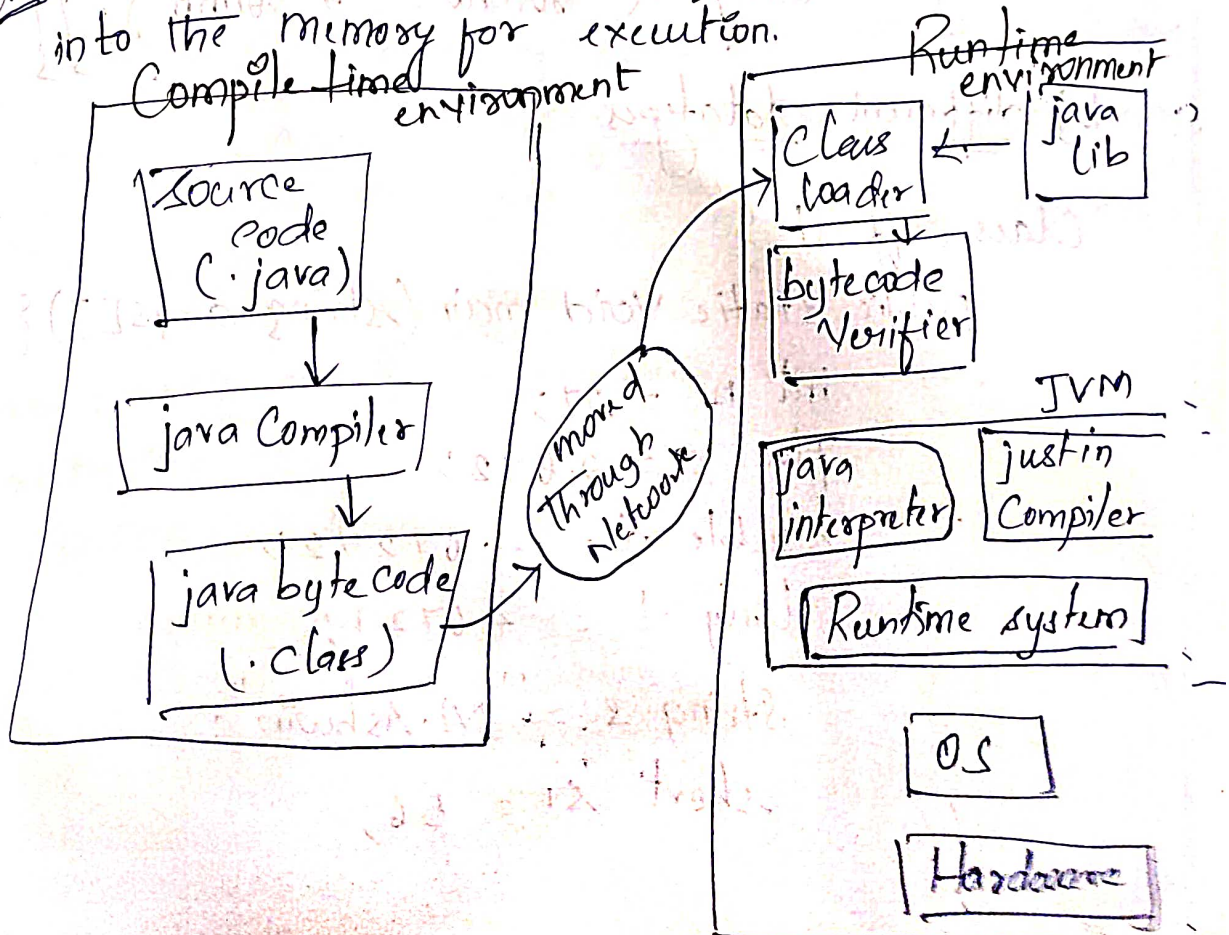 into the memory for execution.
Compile time
environment
Source
code
(.java)
java Compiler
java byte code
(.class)
moved
through
network
Runtime
environment
Class
loader
java
lib
bytecode
Verifier
JVM
java
interpreter
just in
Compiler
Runtime system
OS
Hardware